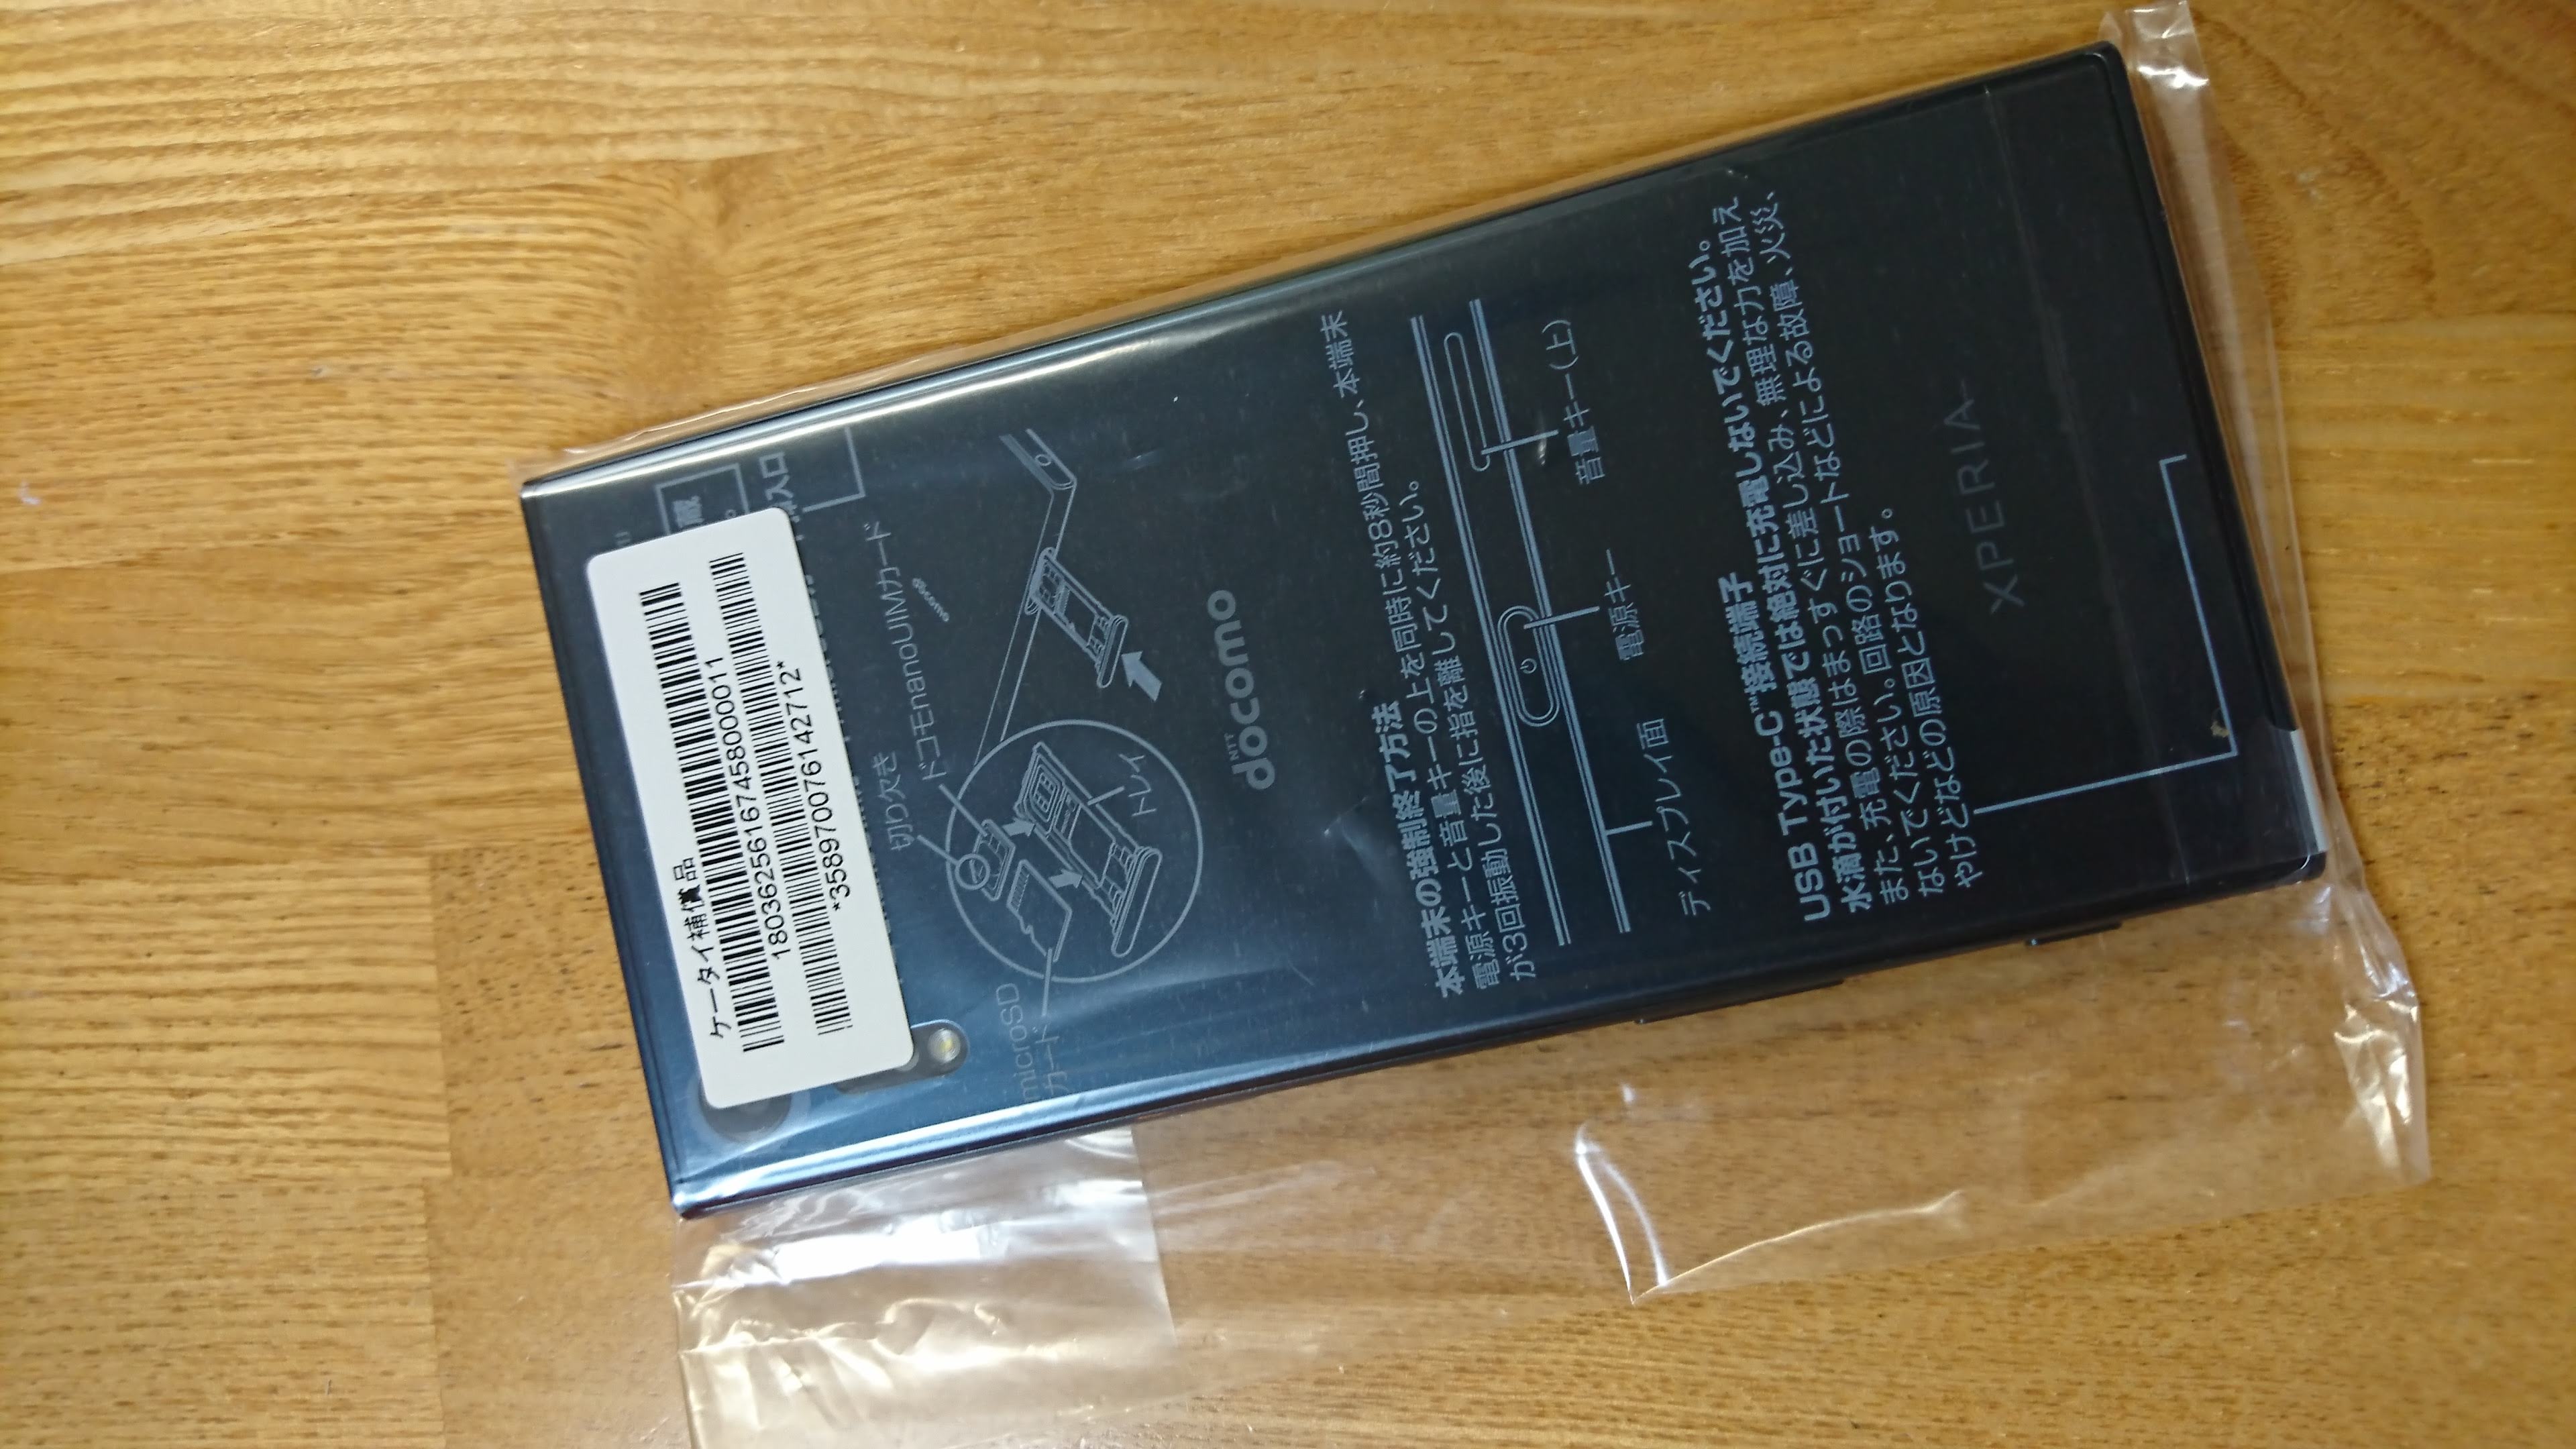 ケータイ補償品
180362561674580000011
*358970076142712*
切り欠き
ドコモnanoUIMカード
docomo
microSD
カード
トレイ
NTT
docomo
本端末の強制終了方法
電源キーと音量キーの上を同時に約8秒間押し、本端末
が3回振動した後に指を離してください。
ディスプレイ面
電源キー
音量キー(上)
USB Type-C™接続端子
水滴が付いた状態では絶対に充電しないでください。
また、充電の際はまっすぐに差し込み、無理な力を加え
ないでください。回路のショートなどによる故障、火災、
やけどなどの原因となります。
XPERIA